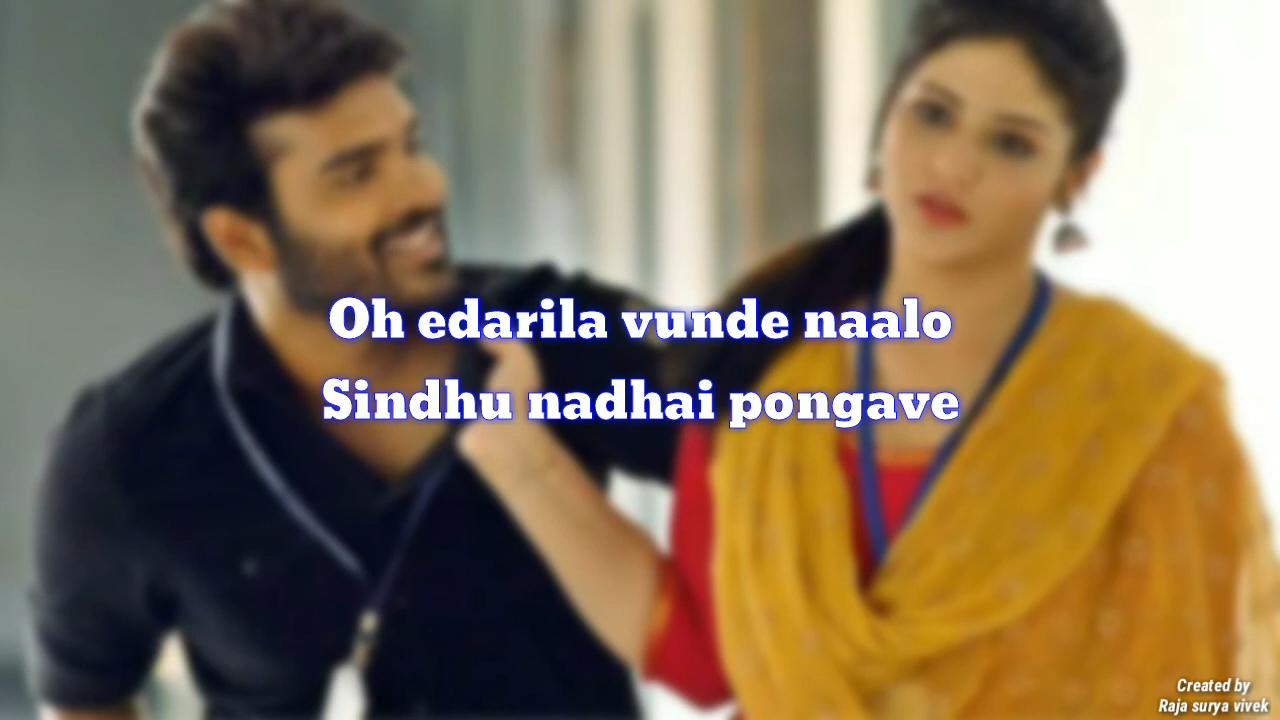 Oh edarila vunde naalo
Sindhu nadhai pongave
Created by
Raja surya vivek